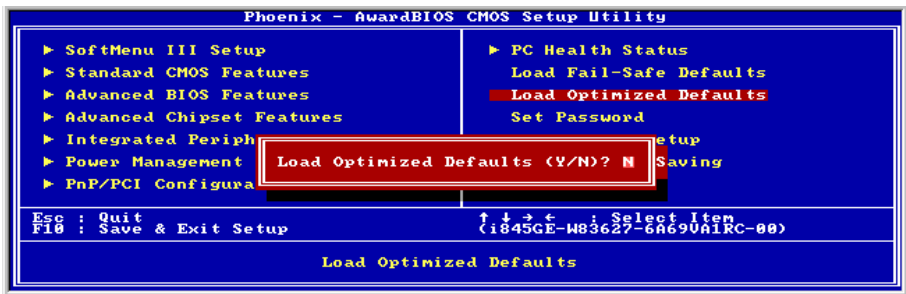 Phoenix - AwardBIOS CMOS Setup Utility
▶ SoftMenu III Setup
▶ Standard CMOS Features
▶ Advanced BIOS Features
▶ Advanced Chipset Features
▶ Integrated Periph
▶ Power Management
▶ PnP/PCI Configura
▶ PC Health Status
Load Fail-Safe Defaults
Load Optimized Defaults
Set Password
etup
Saving
Load Optimized Defaults (Y/N)? N
Esc : Quit
F10 : Save & Exit Setup
↑ ↓ → ← : Select Item
(i845GE-W83627-6A69VA1RC-00)
Load Optimized Defaults